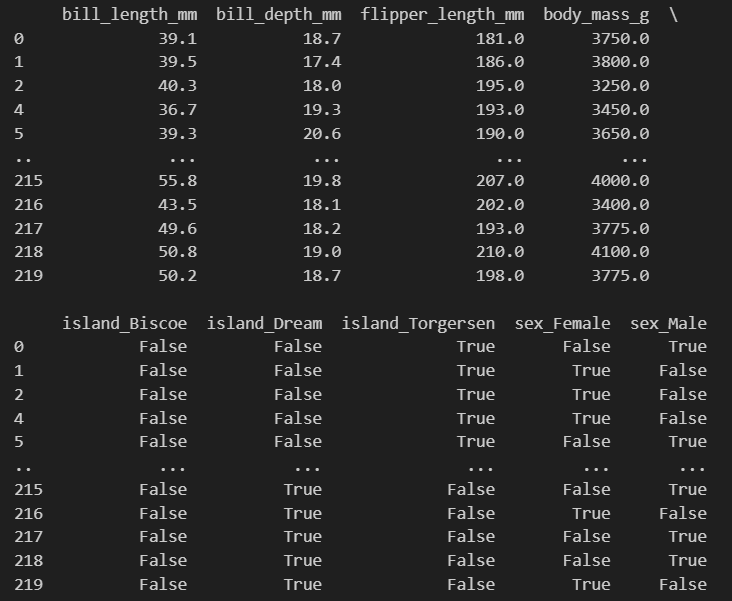 bill_length_mm bill_depth_mm flipper_length_mm body_mass_g \
0 39.1 18.7 181.0 3750.0
1 39.5 17.4 186.0 3800.0
2 40.3 18.0 195.0 3250.0
4 36.7 19.3 193.0 3450.0
5 39.3 20.6 190.0 3650.0
.. ... ... ... ...
215 55.8 19.8 207.0 4000.0
216 43.5 18.1 202.0 3400.0
217 49.6 18.2 193.0 3775.0
218 50.8 19.0 210.0 4100.0
219 50.2 18.7 198.0 3775.0
island_Biscoe island_Dream island_Torgersen sex_Female sex_Male
0 False False True False True
1 False False True True False
2 False False True True False
4 False False True True False
5 False False True False True
.. ... ... ... ... ...
215 False True False False True
216 False True False True False
217 False True False False True
218 False True False False True
219 False True False True False